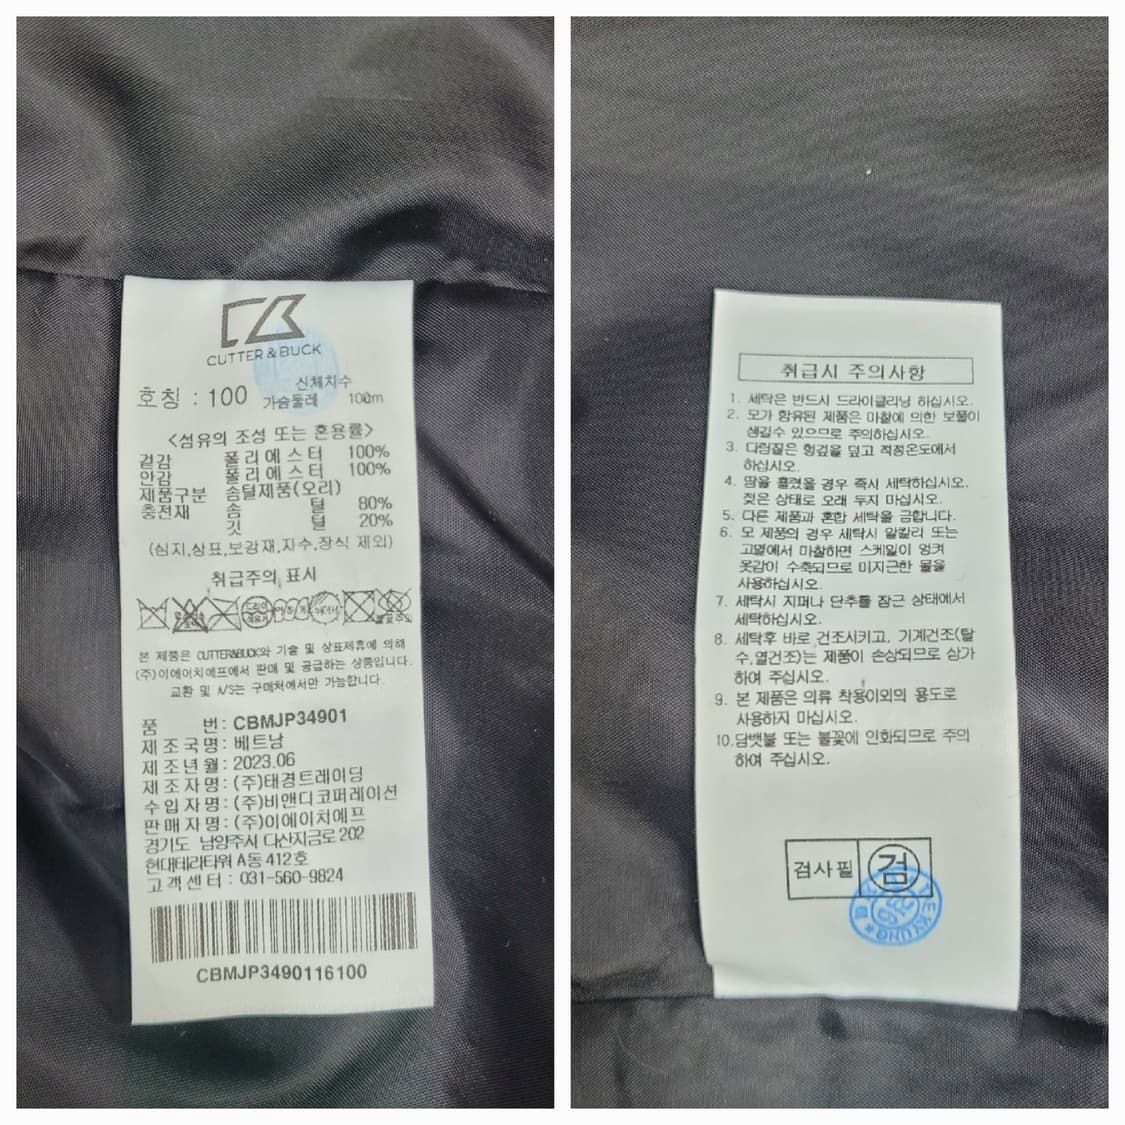 CUTTER & BUCK
호칭 : 100
신체치수
가슴둘레 100cm
<섬유의 조성 또는 혼용률>
겉감 폴리에스터 100%
안감 폴리에스터 100%
제품구분 솜털제품(오리)
충전재 솜 털 80%
깃 털 20%
(심지,상표,보강재,자수,장식 제외)
취급주의 표시
드라이
본 제품은 CUTTER&BUCK와 기술 및 상표제휴에 의해
(주)이에이치에프에서 판매 및 공급하는 상품입니다.
교환 및 A/S는 구매처에서만 가능합니다.
품 번: CBMJP34901
제조국명: 베트남
제조년월: 2023.06
제조자명: (주)태경트레이딩
수입자명: (주)비앤디코퍼레이션
판매자명: (주)이에이치에프
경기도 남양주시 다산지금로 202
현대테라타워 A동 412호
고객센터 : 031-560-9824
CBMJP3490116100
취급시 주의사항
1. 세탁은 반드시 드라이클리닝 하십시오.
2. 모가 함유된 제품은 마찰에 의한 보풀이
생길수 있으므로 주의하십시오.
3. 다림질은 헝겊을 덮고 적정온도에서
하십시오.
4. 땀을 흘렸을 경우 즉시 세탁하십시오.
젖은 상태로 오래 두지 마십시오.
5. 다른 제품과 혼합 세탁을 금합니다.
6. 모 제품의 경우 세탁시 알칼리 또는
고열에서 마찰하면 스케일이 엉켜
옷감이 수축되므로 미지근한 물을
사용하십시오.
7. 세탁시 지퍼나 단추를 잠근 상태에서
세탁하십시오.
8. 세탁후 바로 건조시키고, 기계건조(탈
수,열건조)는 제품이 손상되므로 삼가
하여 주십시오.
9. 본 제품은 의류 착용이외의 용도로
사용하지 마십시오.
10.담뱃불 또는 불꽃에 인화되므로 주의
하여 주십시오.
검사필 검